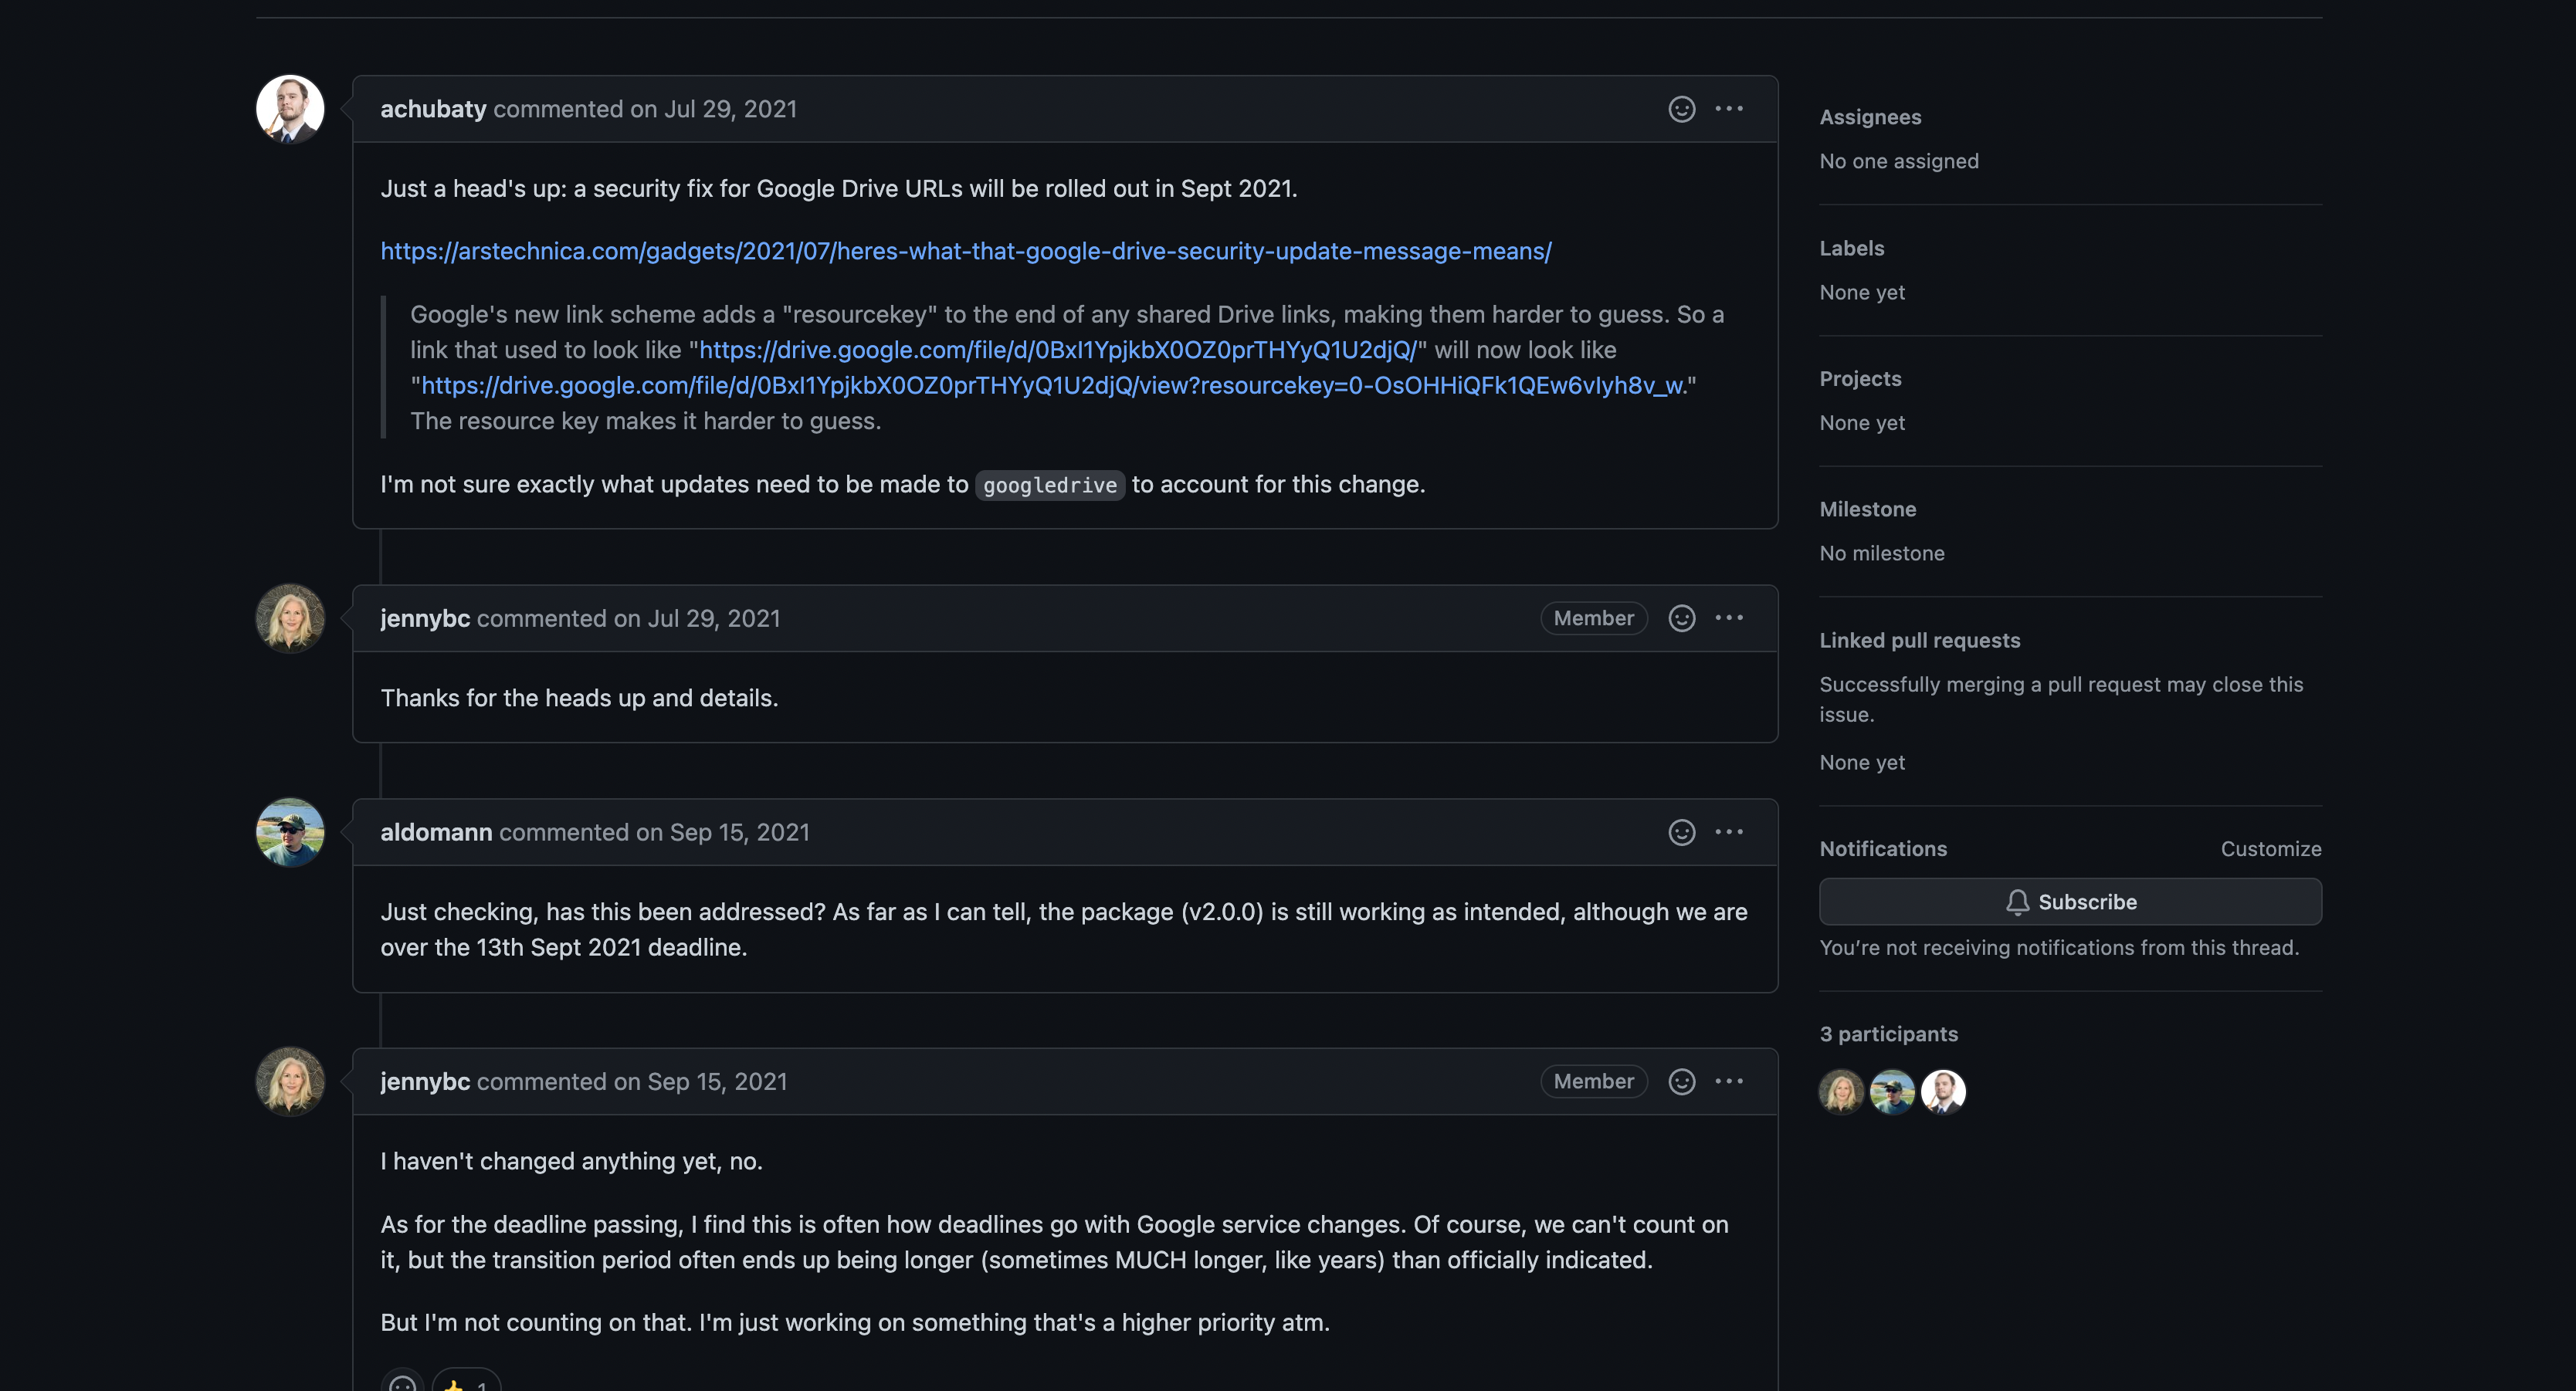 achubaty commented on Jul 29, 2021
Just a head's up: a security fix for Google Drive URLs will be rolled out in Sept 2021.
https://arstechnica.com/gadgets/2021/07/heres-what-that-google-drive-security-update-message-means/
Google's new link scheme adds a "resourcekey" to the end of any shared Drive links, making them harder to guess. So a
link that used to look like "https://drive.google.com/file/d/0BxI1YpjkbX0OZ0prTHYyQ1U2djQ/" will now look like
"https://drive.google.com/file/d/0BxI1YpjkbX0OZ0prTHYyQ1U2djQ/view?resourcekey=0-OsOHHiQFk1QEw6vIyh8v_w."
The resource key makes it harder to guess.
I'm not sure exactly what updates need to be made to googledrive to account for this change.
jennybc commented on Jul 29, 2021
Member
Thanks for the heads up and details.
aldomann commented on Sep 15, 2021
Just checking, has this been addressed? As far as I can tell, the package (v2.0.0) is still working as intended, although we are
over the 13th Sept 2021 deadline.
jennybc commented on Sep 15, 2021
Member
I haven't changed anything yet, no.
As for the deadline passing, I find this is often how deadlines go with Google service changes. Of course, we can't count on
it, but the transition period often ends up being longer (sometimes MUCH longer, like years) than officially indicated.
But I'm not counting on that. I'm just working on something that's a higher priority atm.
1
Assignees
No one assigned
Labels
None yet
Projects
None yet
Milestone
No milestone
Linked pull requests
Successfully merging a pull request may close this
issue.
None yet
Notifications
Customize
Subscribe
You're not receiving notifications from this thread.
3 participants